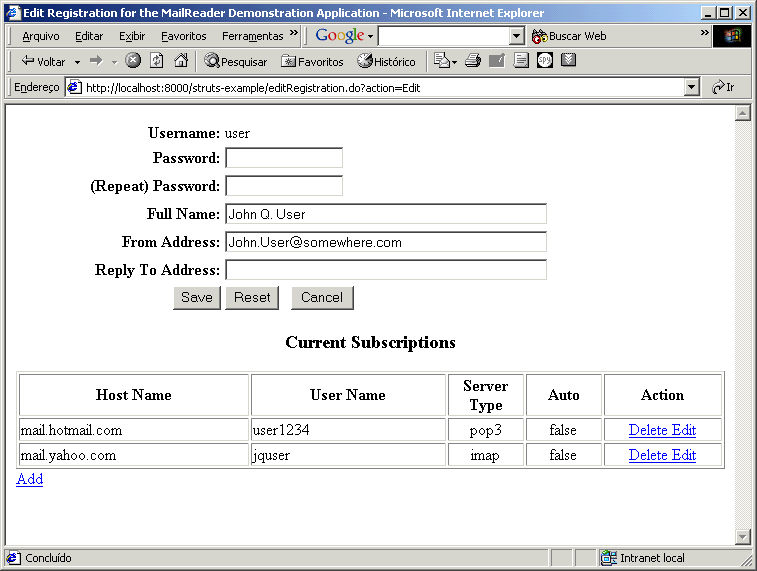 Edit Registration for the MailReader Demonstration Application - Microsoft Internet Explorer
Arquivo Editar Exibir Favoritos Ferramentas » Google Buscar Web »
Voltar Pesquisar Favoritos Histórico spy
Endereço http://localhost:8000/struts-example/editRegistration.do?action=Edit Ir
Username: user
Password:
(Repeat) Password:
Full Name: John Q. User
From Address: John.User@somewhere.com
Reply To Address:
Save Reset Cancel
Current Subscriptions
Host Name User Name Server Type Auto Action
mail.hotmail.com user1234 pop3 false Delete Edit
mail.yahoo.com jquser imap false Delete Edit
Add
Concluído Intranet local